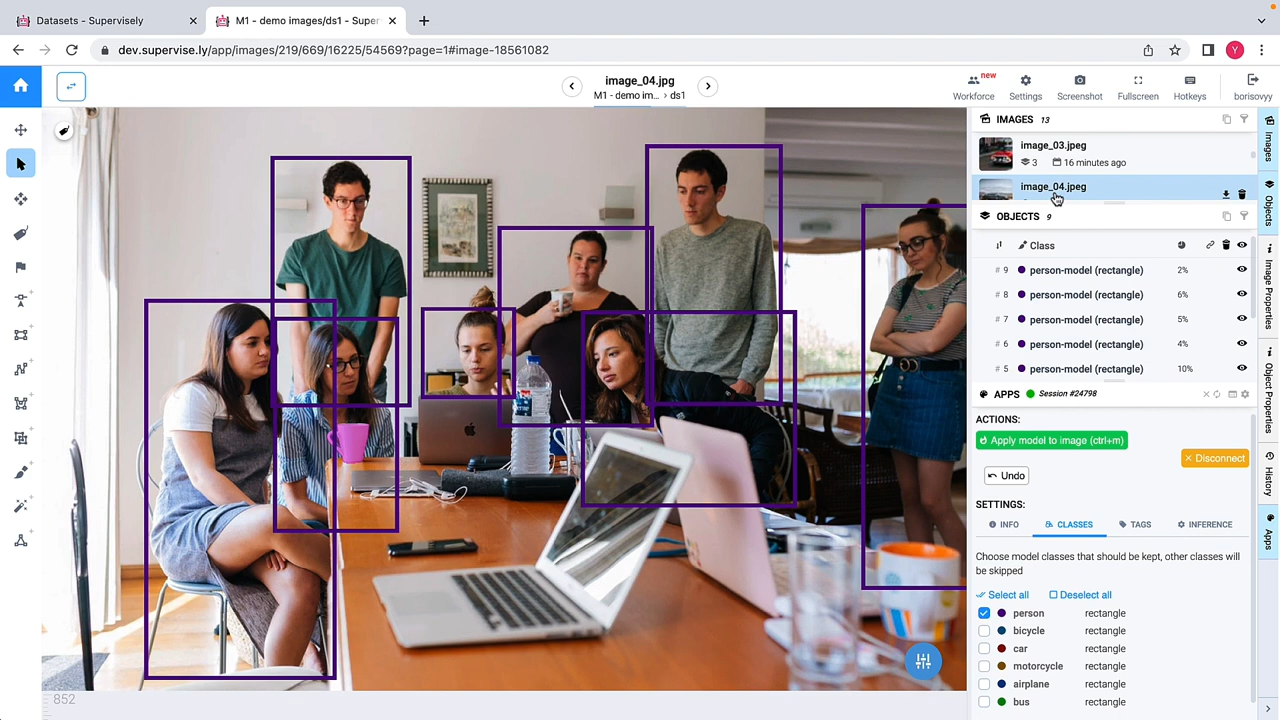 Datasets - Supervisely
M1 - demo images/ds1 - Super
dev.supervise.ly/app/images/219/669/16225/54569?page=1#image-18561082
Y
image_04.jpg
M1 - demo im... › ds1
new
Workforce
Settings
Screenshot
Fullscreen
Hotkeys
borisovyy
IMAGES 13
image_03.jpeg
3 16 minutes ago
image_04.jpeg
OBJECTS 9
Class
# 9 person-model (rectangle) 2%
# 8 person-model (rectangle) 6%
# 7 person-model (rectangle) 5%
# 6 person-model (rectangle) 4%
# 5 person-model (rectangle) 10%
APPS Session #24798
ACTIONS:
Apply model to image (ctrl+m)
Disconnect
Undo
SETTINGS:
INFO CLASSES TAGS INFERENCE
Choose model classes that should be kept, other classes will
be skipped
Select all Deselect all
person rectangle
bicycle rectangle
car rectangle
motorcycle rectangle
airplane rectangle
bus rectangle
Images
Objects
Image Properties
Object Properties
History
Apps
852